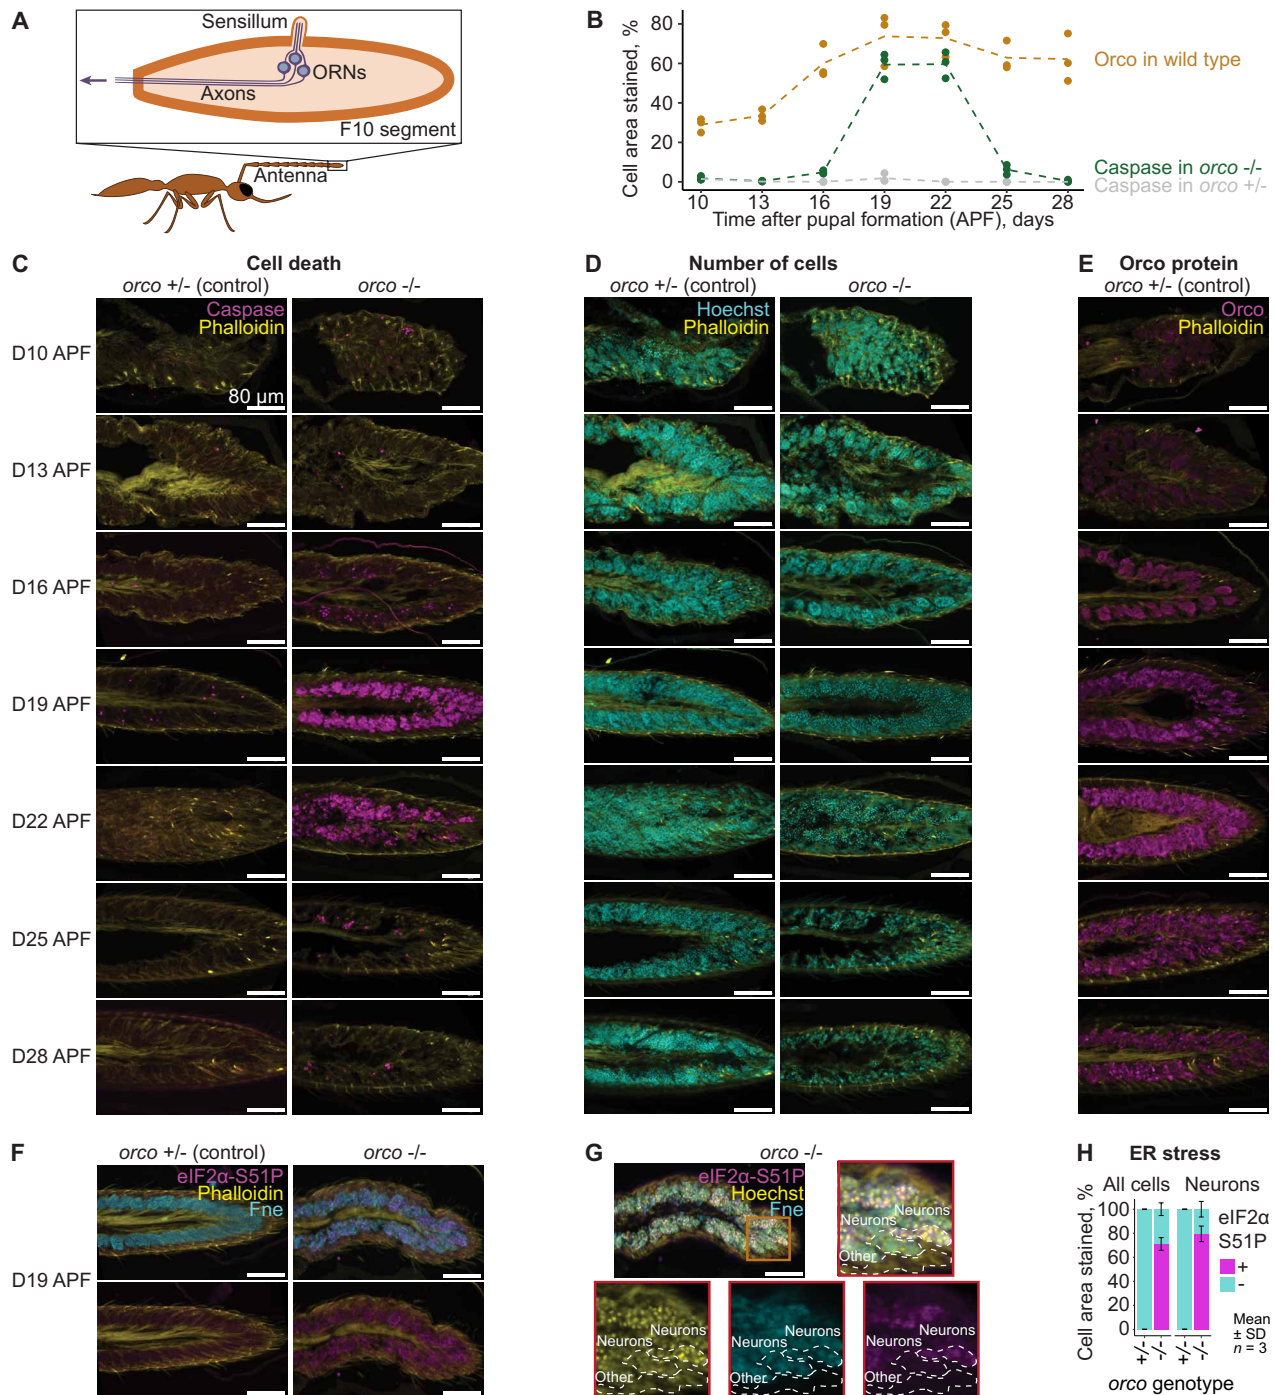 A
Sensillum
ORNs
Axons
F10 segment
Antenna
B
Cell area stained, %
80
60
40
20
0
10 13 16 19 22 25 28
Time after pupal formation (APF), days
Orco in wild type
Caspase in orco -/-
Caspase in orco +/-
C
Cell death
orco +/- (control) orco -/-
Caspase
Phalloidin
80 µm
D10 APF
D13 APF
D16 APF
D19 APF
D22 APF
D25 APF
D28 APF
D
Number of cells
orco +/- (control) orco -/-
Hoechst
Phalloidin
E
Orco protein
orco +/- (control)
Orco
Phalloidin
F
orco +/- (control) orco -/-
eIF2α-S51P
Phalloidin
Fne
D19 APF
G
orco -/-
eIF2α-S51P
Hoechst
Fne
Neurons
Neurons
Other
Neurons
Neurons
Other
Neurons
Neurons
Other
Neurons
Neurons
Other
H
ER stress
All cells Neurons
Cell area stained, %
100
80
60
40
20
0
+/- -/- +/- -/-
orco genotype
eIF2α
S51P
+
-
Mean
± SD
n = 3